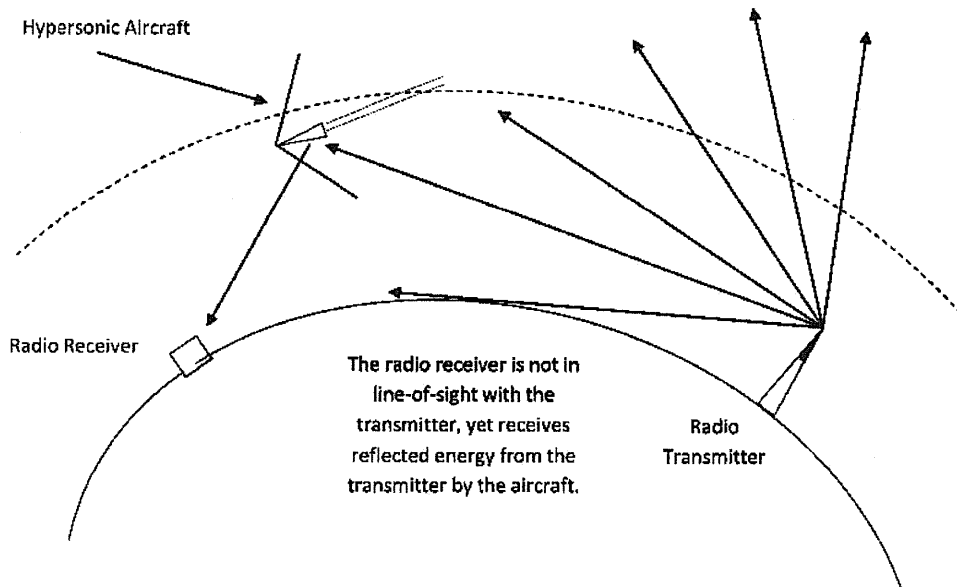 Hypersonic Aircraft
Radio Receiver
The radio receiver is not in
line-of-sight with the
transmitter, yet receives
reflected energy from the
transmitter by the aircraft.
Radio
Transmitter